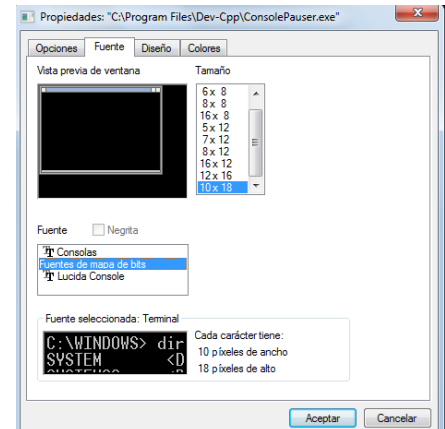 Propiedades: "C:\Program Files\Dev-Cpp\ConsolePauser.exe"
Opciones Fuente Diseño Colores
Vista previa de ventana Tamaño
6 x 8
8 x 8
16 x 8
5 x 12
7 x 12
8 x 12
16 x 12
12 x 16
10 x 18
Fuente Negrita
Consolas
Fuentes de mapa de bits
Lucida Console
Fuente seleccionada: Terminal
C:\WINDOWS> dir
SYSTEM <D
Cada carácter tiene:
10 píxeles de ancho
18 píxeles de alto
Aceptar Cancelar